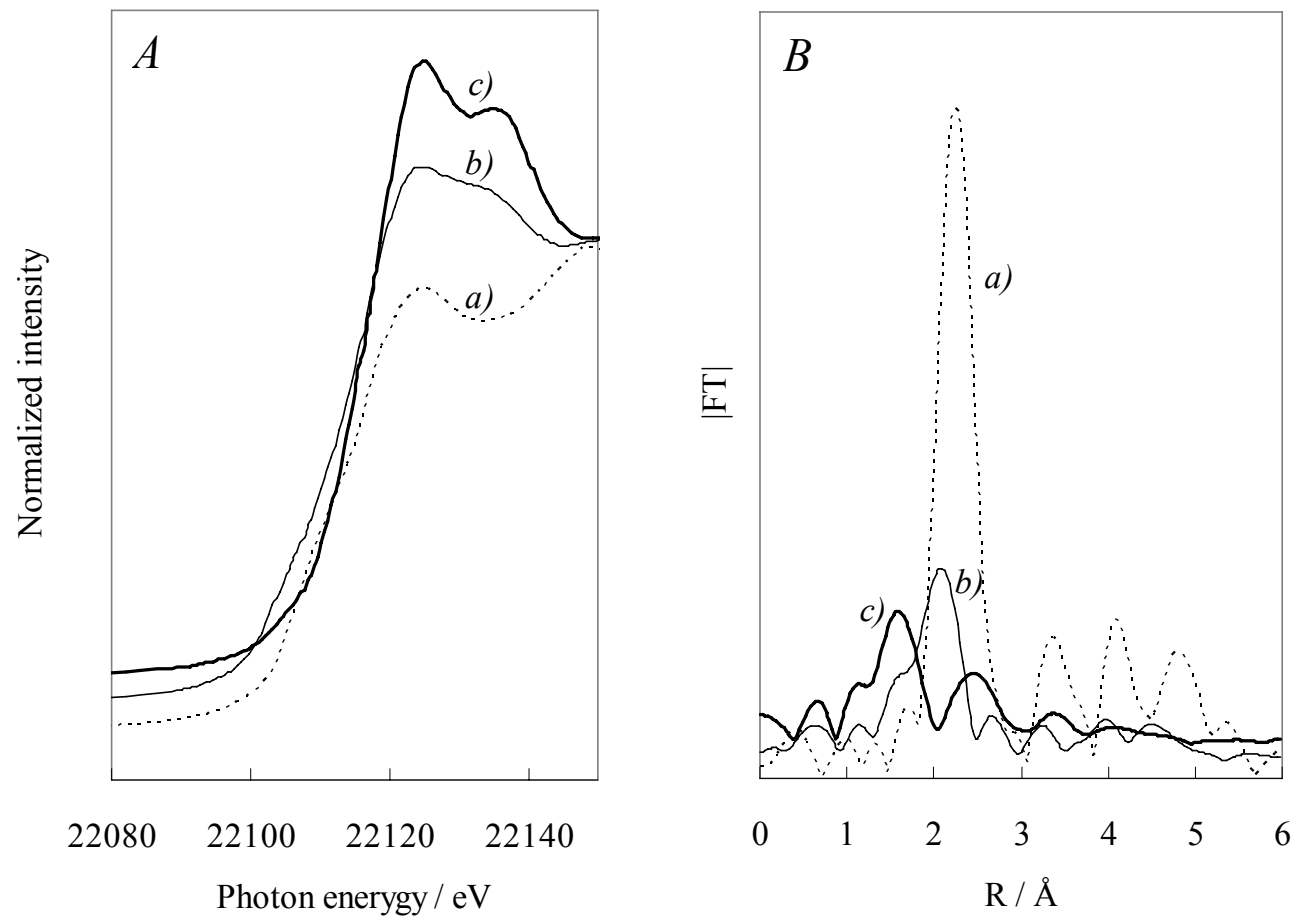 A
c)
b)
a)
Normalized intensity
22080 22100 22120 22140
Photon enerygy / eV
B
a)
b)
c)
|FT|
0 1 2 3 4 5 6
R / Å